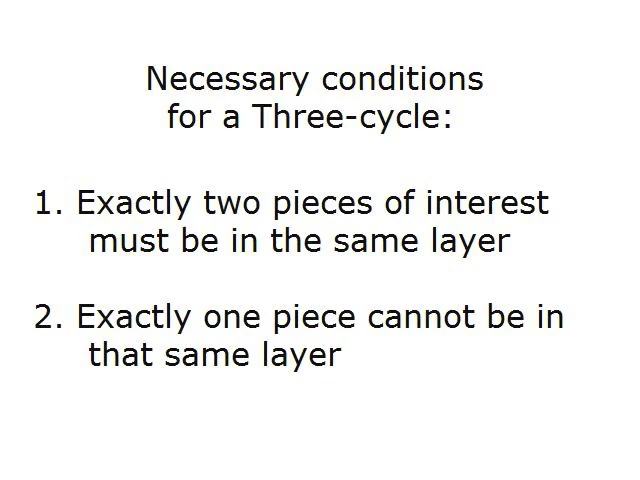 Necessary conditions
for a Three-cycle:
1. Exactly two pieces of interest
must be in the same layer
2. Exactly one piece cannot be in
that same layer